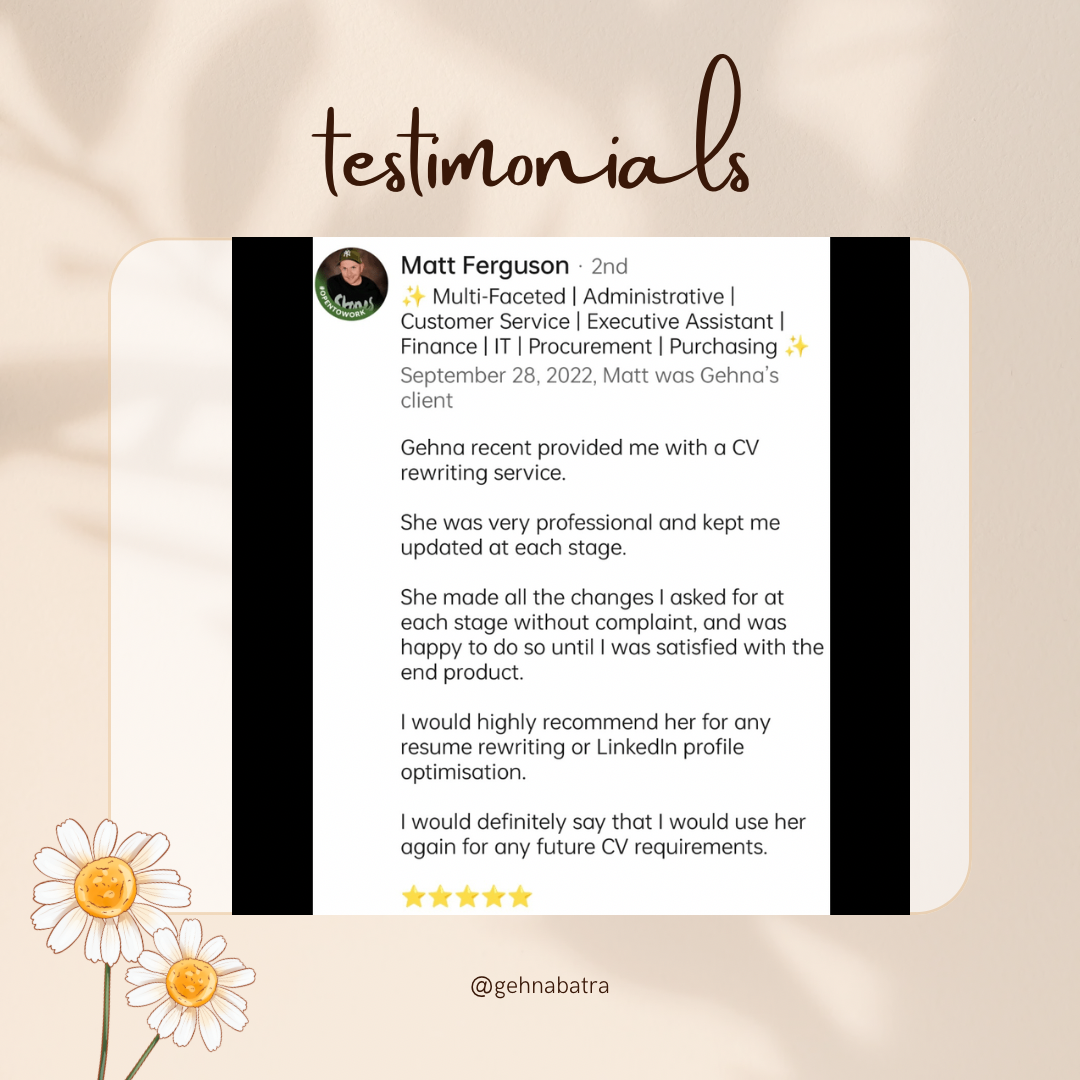 testimonials
Matt Ferguson · 2nd
✨ Multi-Faceted | Administrative |
Customer Service | Executive Assistant |
Finance | IT | Procurement | Purchasing ✨
September 28, 2022, Matt was Gehna's
client
Gehna recent provided me with a CV
rewriting service.
She was very professional and kept me
updated at each stage.
She made all the changes I asked for at
each stage without complaint, and was
happy to do so until I was satisfied with the
end product.
I would highly recommend her for any
resume rewriting or LinkedIn profile
optimisation.
I would definitely say that I would use her
again for any future CV requirements.
⭐⭐⭐⭐⭐
#OPENTOWORK
@gehnabatra